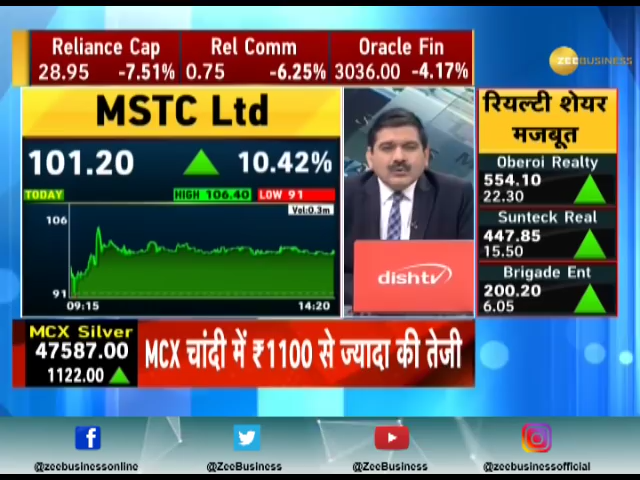 Reliance Cap
28.95 -7.51%
Rel Comm
0.75 -6.25%
Oracle Fin
3036.00 -4.17%
ZEEBUSINESS
MSTC Ltd
101.20 10.42%
TODAY
HIGH 106.40
LOW 91
Vol:0.3m
106
91
09:15
14:20
dishtv
रियल्टी शेयर
मजबूत
Oberoi Realty
554.10
22.30
Sunteck Real
447.85
15.50
Brigade Ent
200.20
6.05
MCX Silver
47587.00
1122.00
MCX चांदी में ₹1100 से ज्यादा की तेजी
@zeebusinessonline
@ZeeBusiness
@ZeeBusiness
@zeebusinessofficial